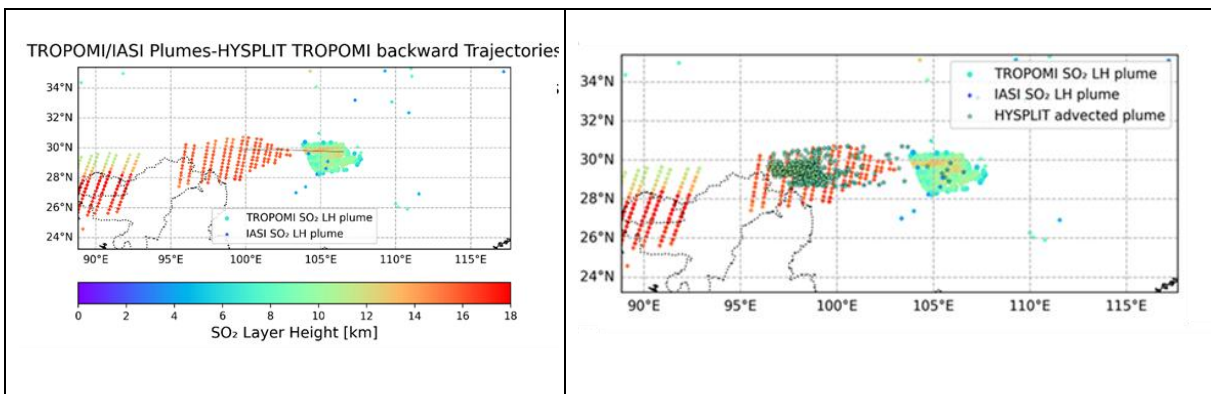 TROPOMI/IASI Plumes-HYSPLIT TROPOMI backward Trajectories
34°N
32°N
30°N
28°N
26°N
24°N
TROPOMI SO₂ LH plume
IASI SO₂ LH plume
90°E 95°E 100°E 105°E 110°E 115°E
0 2 4 6 8 10 12 14 16 18
SO₂ Layer Height [km]
34°N
32°N
30°N
28°N
26°N
24°N
TROPOMI SO₂ LH plume
IASI SO₂ LH plume
HYSPLIT advected plume
90°E 95°E 100°E 105°E 110°E 115°E